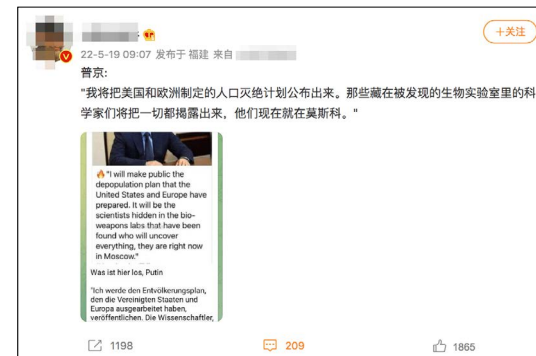 +关注
22-5-19 09:07 发布于 福建 来自
普京:
"我将把美国和欧洲制定的人口灭绝计划公布出来。那些藏在被发现的生物实验室里的科
学家们将把一切都揭露出来，他们现在就在莫斯科。"
🔥"I will make public the
depopulation plan that the
United States and Europe have
prepared. It will be the
scientists hidden in the bio-
weapons labs that have been
found who will uncover
everything, they are right now
in Moscow."
Was ist hier los, Putin
"Ich werde den Entvölkerungsplan,
den die Vereinigten Staaten und
Europa ausgearbeitet haben,
veröffentlichen. Die Wissenschaftler,
1198
209
1865